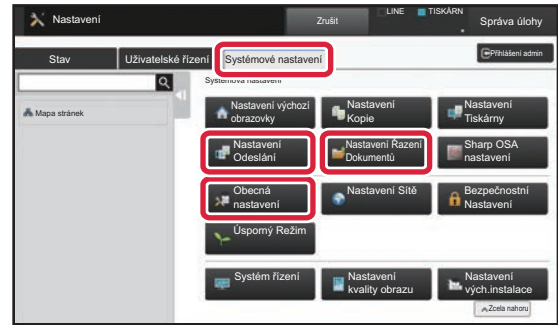 Nastavení
Zrušit
LINE
TISKÁRN
Správa úlohy
Stav
Uživatelské řízení
Systémové nastavení
Přihlášení admin
Systémová nastavení
Mapa stránek
Nastavení výchozí
obrazovky
Nastavení
Kopie
Nastavení
Tiskárny
Nastavení
Odeslání
Nastavení Řazení
Dokumentů
Sharp OSA
nastavení
Obecná
nastavení
Nastavení Sítě
Bezpečnostní
Nastavení
Úsporný Režim
Systém řízení
Nastavení
kvality obrazu
Nastavení
vých.instalace
Zcela nahoru